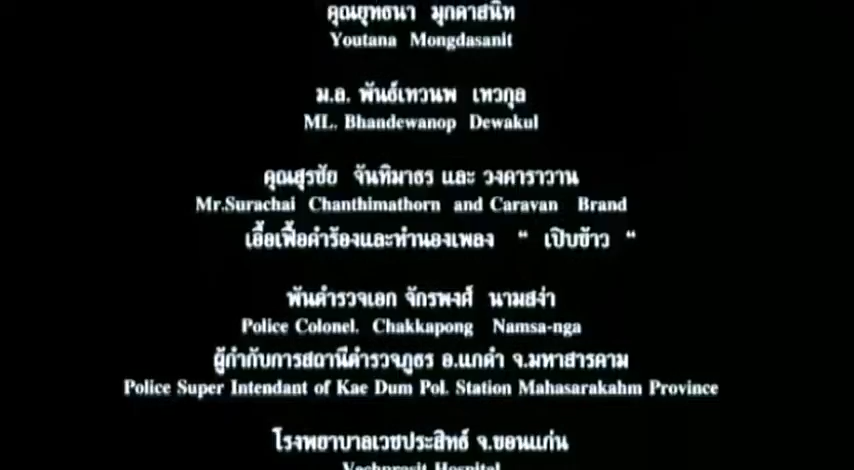 คุณยุทธนา มุกดาสนิท
Youtana Mongdasanit
ม.ล. พันธ์เทวนพ เทวกุล
ML. Bhandewanop Dewakul
คุณสุรชัย จันทิมาธร และ วงคาราวาน
Mr.Surachai Chanthimathorn and Caravan Brand
เอื้อเฟื้อคำร้องและทำนองเพลง “ เปิบข้าว “
พันตำรวจเอก จักรพงศ์ นามสง่า
Police Colonel. Chakkapong Namsa-nga
ผู้กำกับการสถานีตำรวจภูธร อ.แกดำ จ.มหาสารคาม
Police Super Intendant of Kae Dum Pol. Station Mahasarakahm Province
โรงพยาบาลเวชประสิทธ์ จ.ขอนแก่น
Vechprasit Hospital